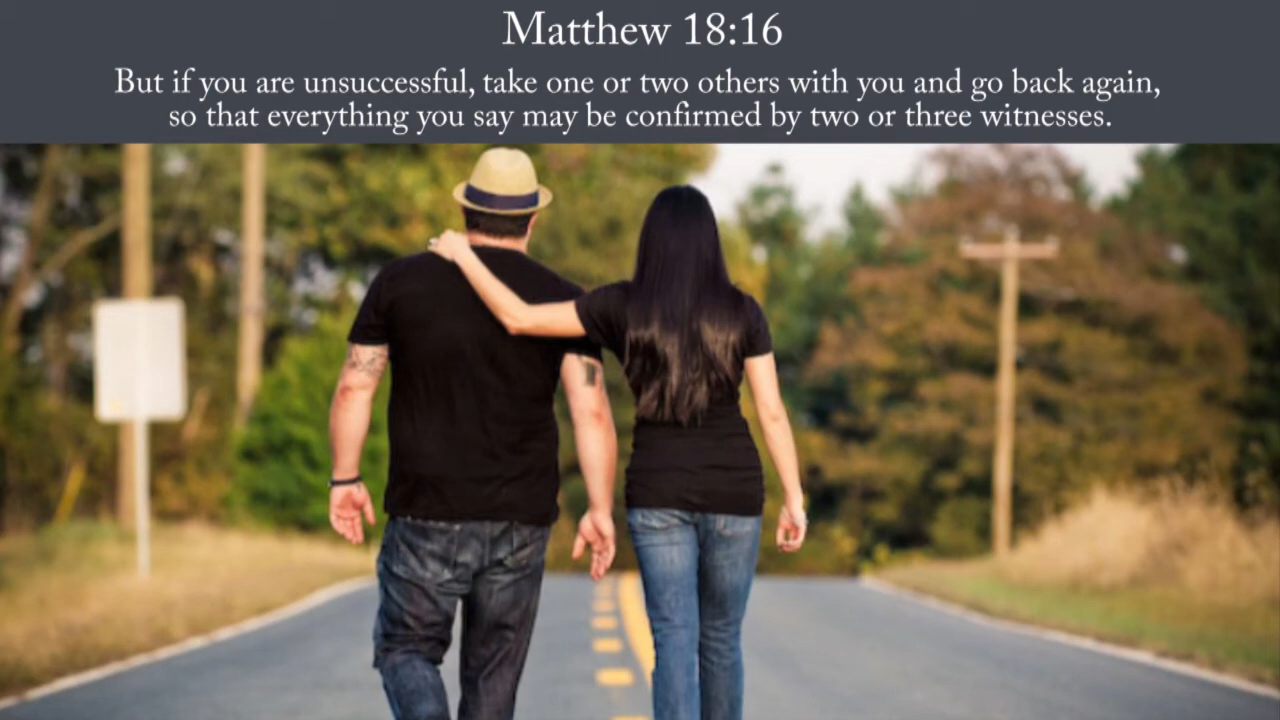 Matthew 18:16
But if you are unsuccessful, take one or two others with you and go back again,
so that everything you say may be confirmed by two or three witnesses.